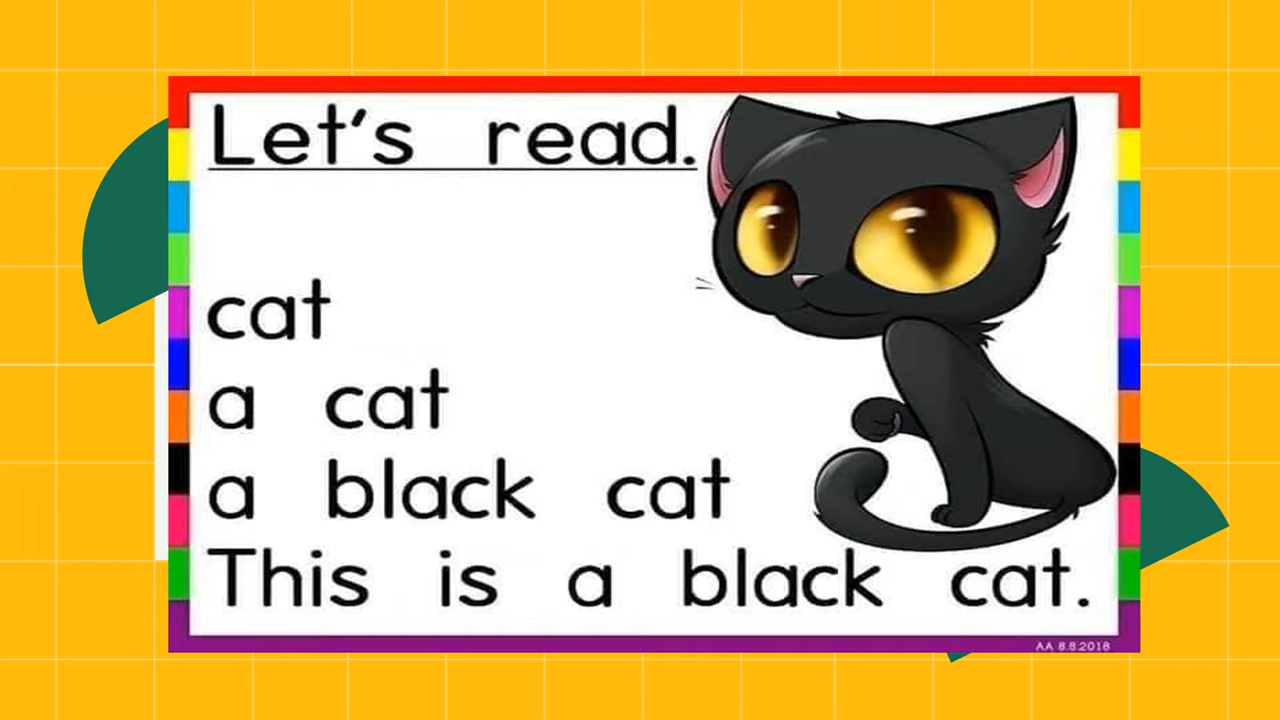 Let's read.
cat
a cat
a black cat
This is a black cat.
AA 8.8.2018